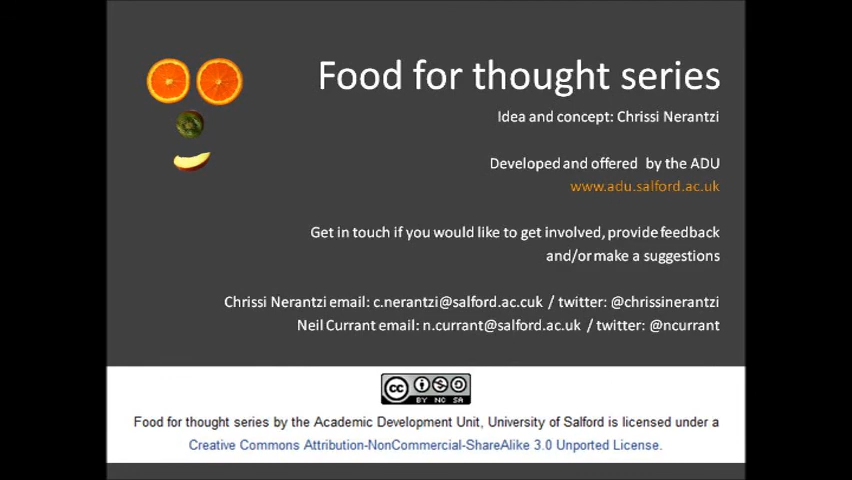 Food for thought series
Idea and concept: Chrissi Nerantzi
Developed and offered by the ADU
www.adu.salford.ac.uk
Get in touch if you would like to get involved, provide feedback
and/or make a suggestions
Chrissi Nerantzi email: c.nerantzi@salford.ac.cuk / twitter: @chrissinerantzi
Neil Currant email: n.currant@salford.ac.uk / twitter: @ncurrant
cc
BY NC SA
Food for thought series by the Academic Development Unit, University of Salford is licensed under a
Creative Commons Attribution-NonCommercial-ShareAlike 3.0 Unported License.